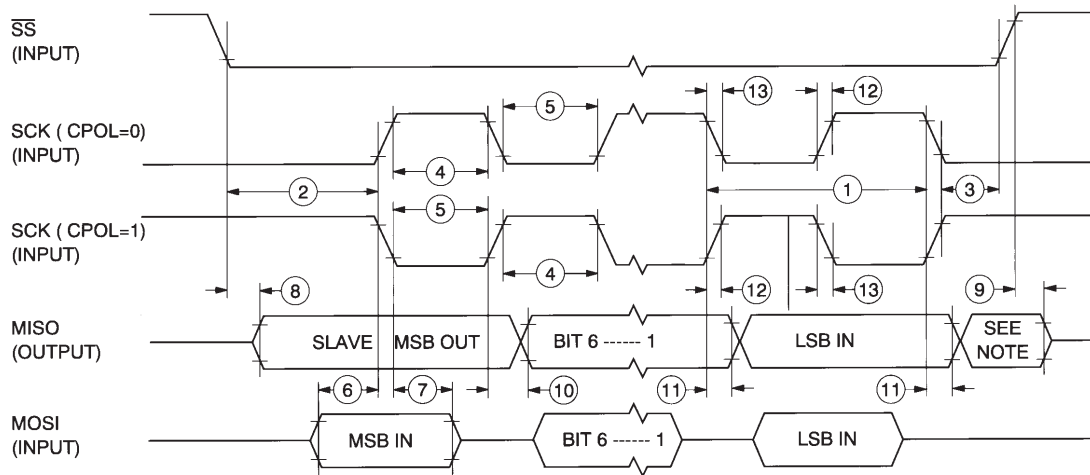 SS
(INPUT)
13
12
5
SCK ( CPOL=0)
(INPUT)
4
2
1
3
5
SCK ( CPOL=1)
(INPUT)
4
8
12
13
9
MISO
(OUTPUT)
SLAVE MSB OUT
BIT 6 ------ 1
LSB IN
SEE
NOTE
6
7
10
11
11
MOSI
(INPUT)
MSB IN
BIT 6 ------ 1
LSB IN